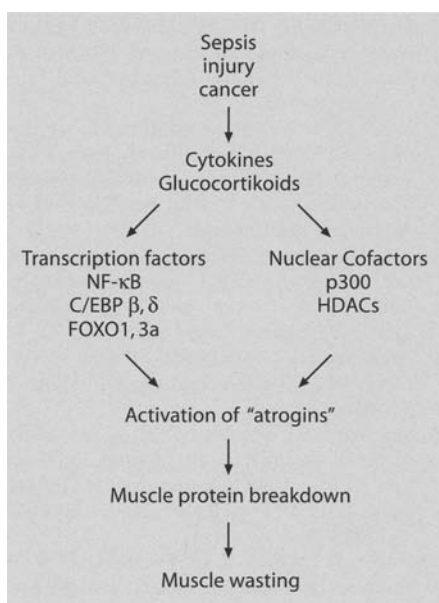 Sepsis
injury
cancer
Cytokines
Glucocortikoids
Transcription factors
NF-κB
C/EBP β, δ
FOXO1, 3a
Nuclear Cofactors
p300
HDACs
Activation of “atrogins”
Muscle protein breakdown
Muscle wasting